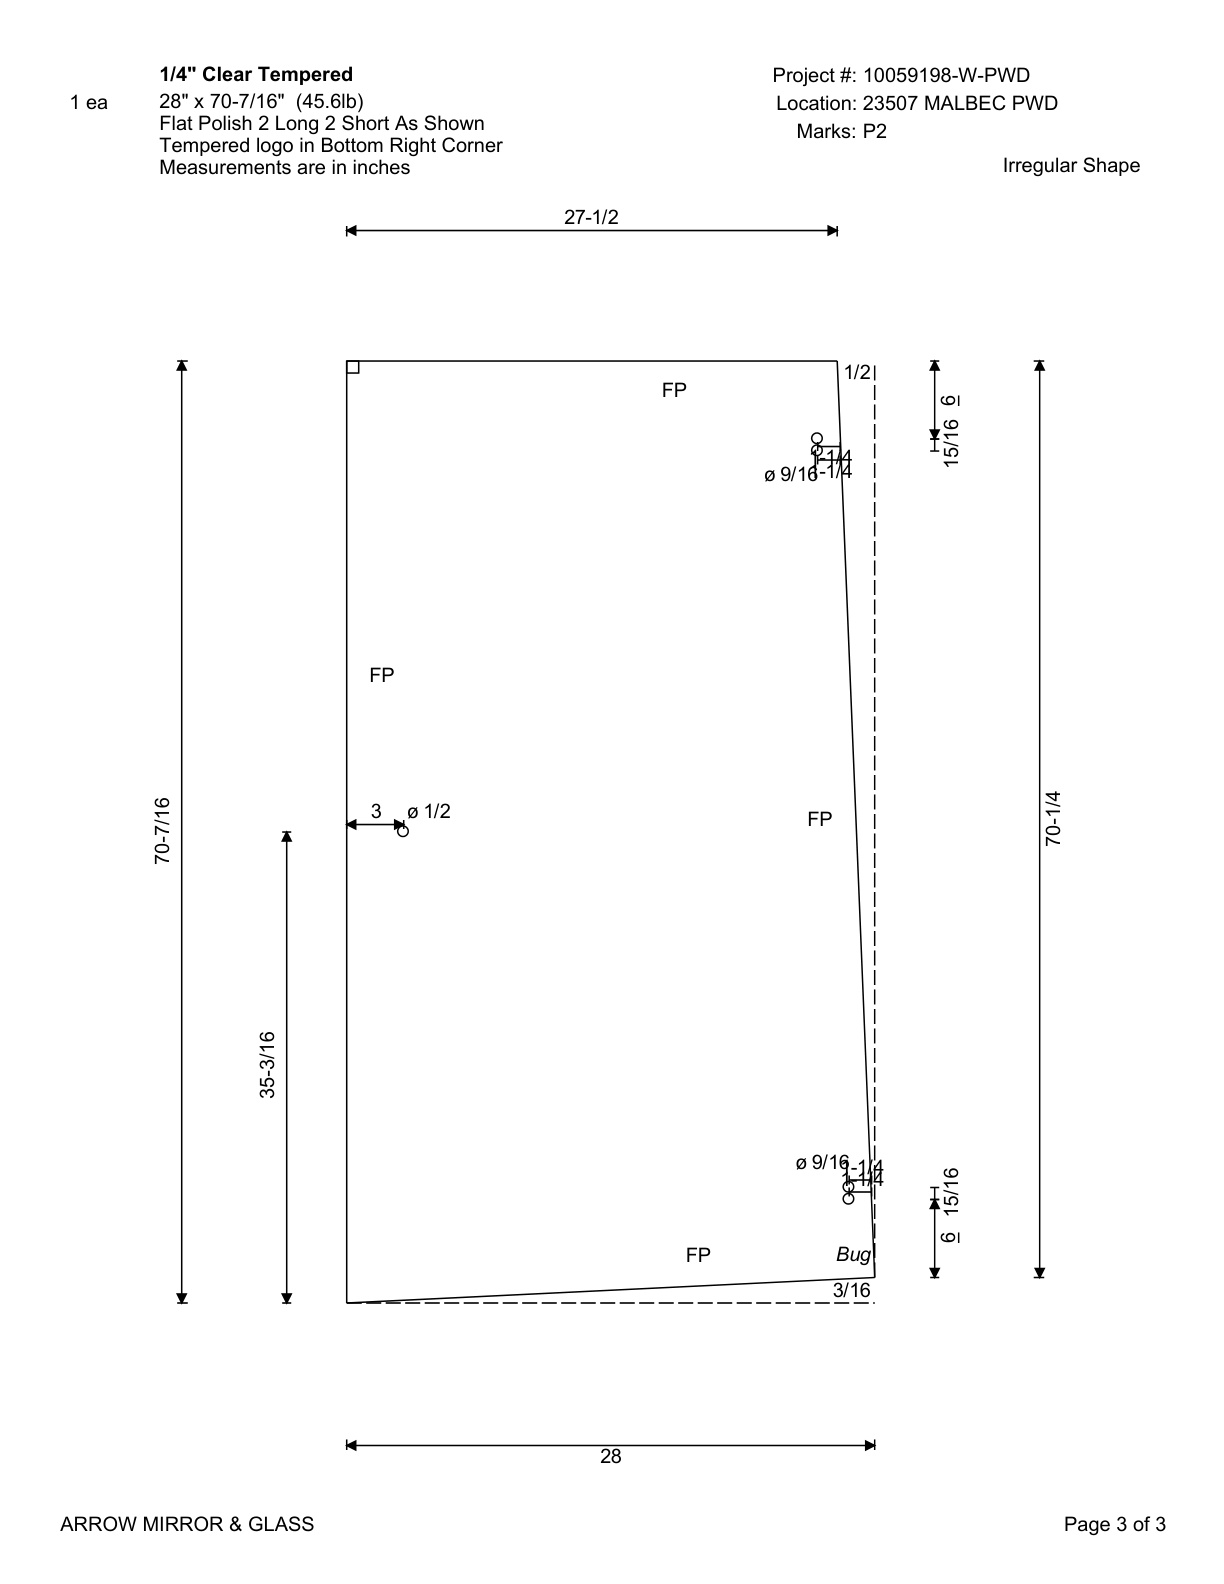 1/4" Clear Tempered
Project #: 10059198-W-PWD
1 ea
28" x 70-7/16" (45.6lb)
Location: 23507 MALBEC PWD
Flat Polish 2 Long 2 Short As Shown
Marks: P2
Tempered logo in Bottom Right Corner
Measurements are in inches
Irregular Shape
27-1/2
1/2
FP
6
15/16
1-1/4
1-1/4
ø 9/16
FP
3
ø 1/2
FP
70-7/16
70-1/4
35-3/16
ø 9/16
1-1/4
1-1/4
15/16
6
FP
Bug
3/16
28
ARROW MIRROR & GLASS
Page 3 of 3